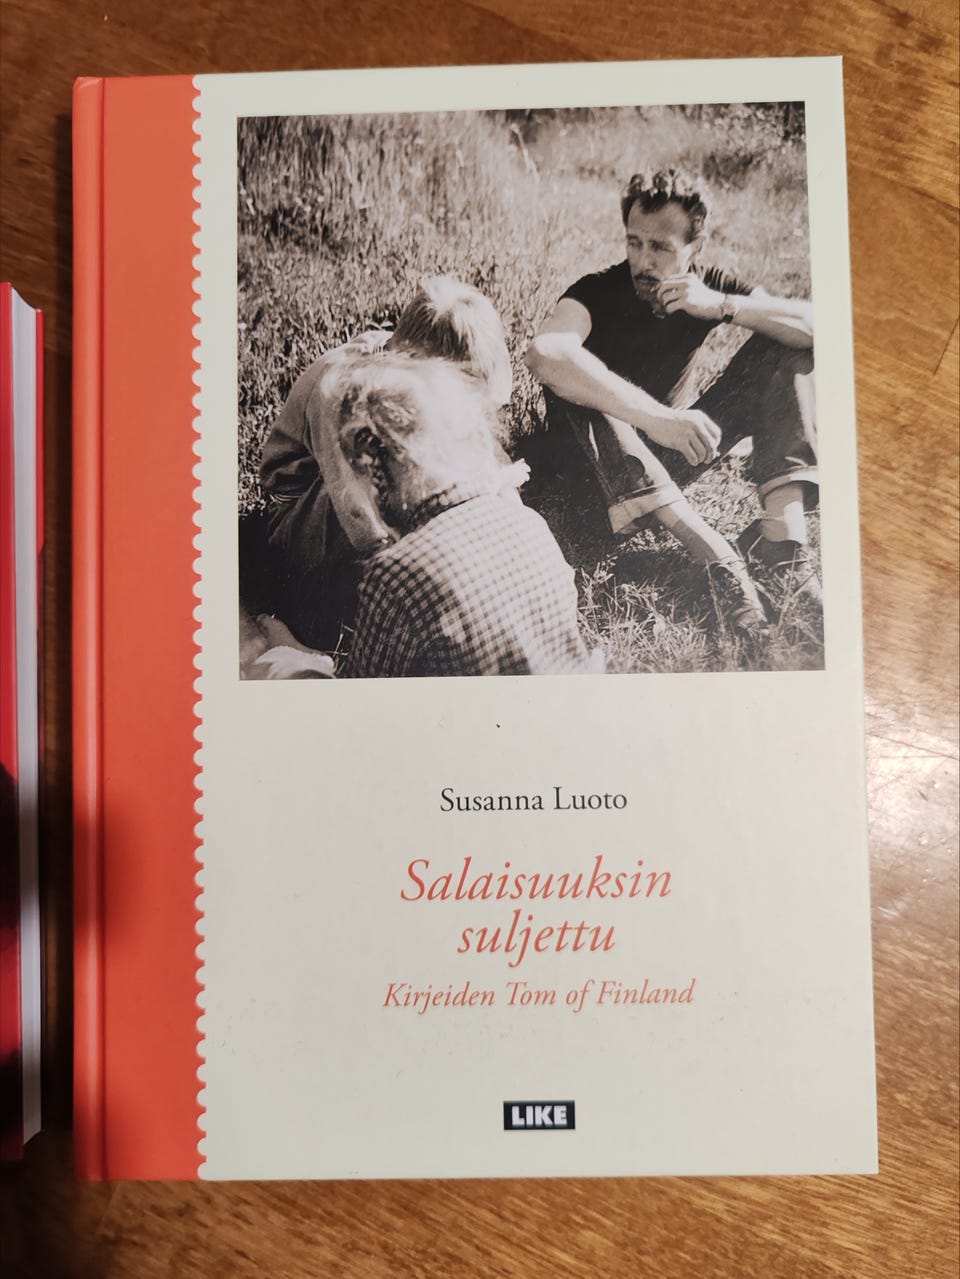 Susanna Luoto
Salaisuuksin
suljettu
Kirjeiden Tom of Finland
LIKE